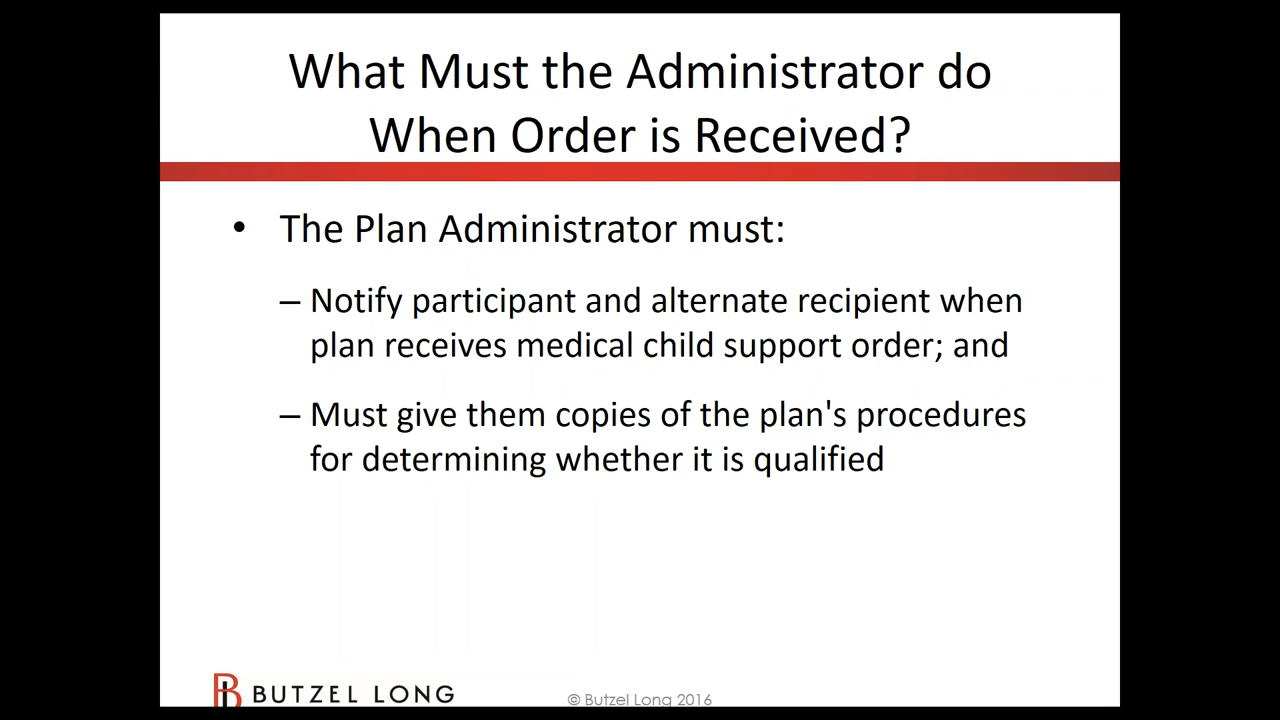 What Must the Administrator do
When Order is Received?
• The Plan Administrator must:
– Notify participant and alternate recipient when
plan receives medical child support order; and
– Must give them copies of the plan's procedures
for determining whether it is qualified
BUTZEL LONG
© Butzel Long 2016